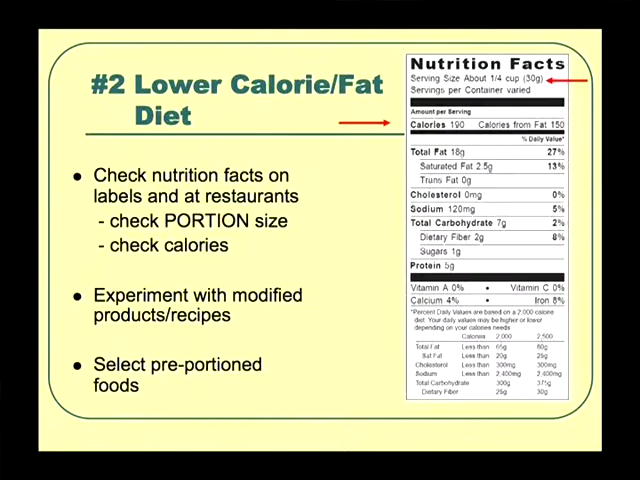 #2 Lower Calorie/Fat
Diet
● Check nutrition facts on
labels and at restaurants
- check PORTION size
- check calories
● Experiment with modified
products/recipes
● Select pre-portioned
foods
Nutrition Facts
Serving Size About 1/4 cup (30g)
Servings per Container varied
Amount per Serving
Calories 190 Calories from Fat 150
% Daily Value*
Total Fat 18g 27%
Saturated Fat 2.5g 13%
Trans Fat 0g
Cholesterol 0mg 0%
Sodium 120mg 5%
Total Carbohydrate 7g 2%
Dietary Fiber 2g 8%
Sugars 1g
Protein 5g
Vitamin A 0% • Vitamin C 0%
Calcium 4% • Iron 8%
*Percent Daily Values are based on a 2,000 calorie
diet. Your daily values may be higher or lower
depending on your calories needs
Calories 2,000 2,500
Total Fat Less than 65g 80g
Sat Fat Less than 20g 25g
Cholesterol Less than 300mg 300mg
Sodium Less than 2,400mg 2,400mg
Total Carbohydrate 300g 375g
Dietary Fiber 25g 30g